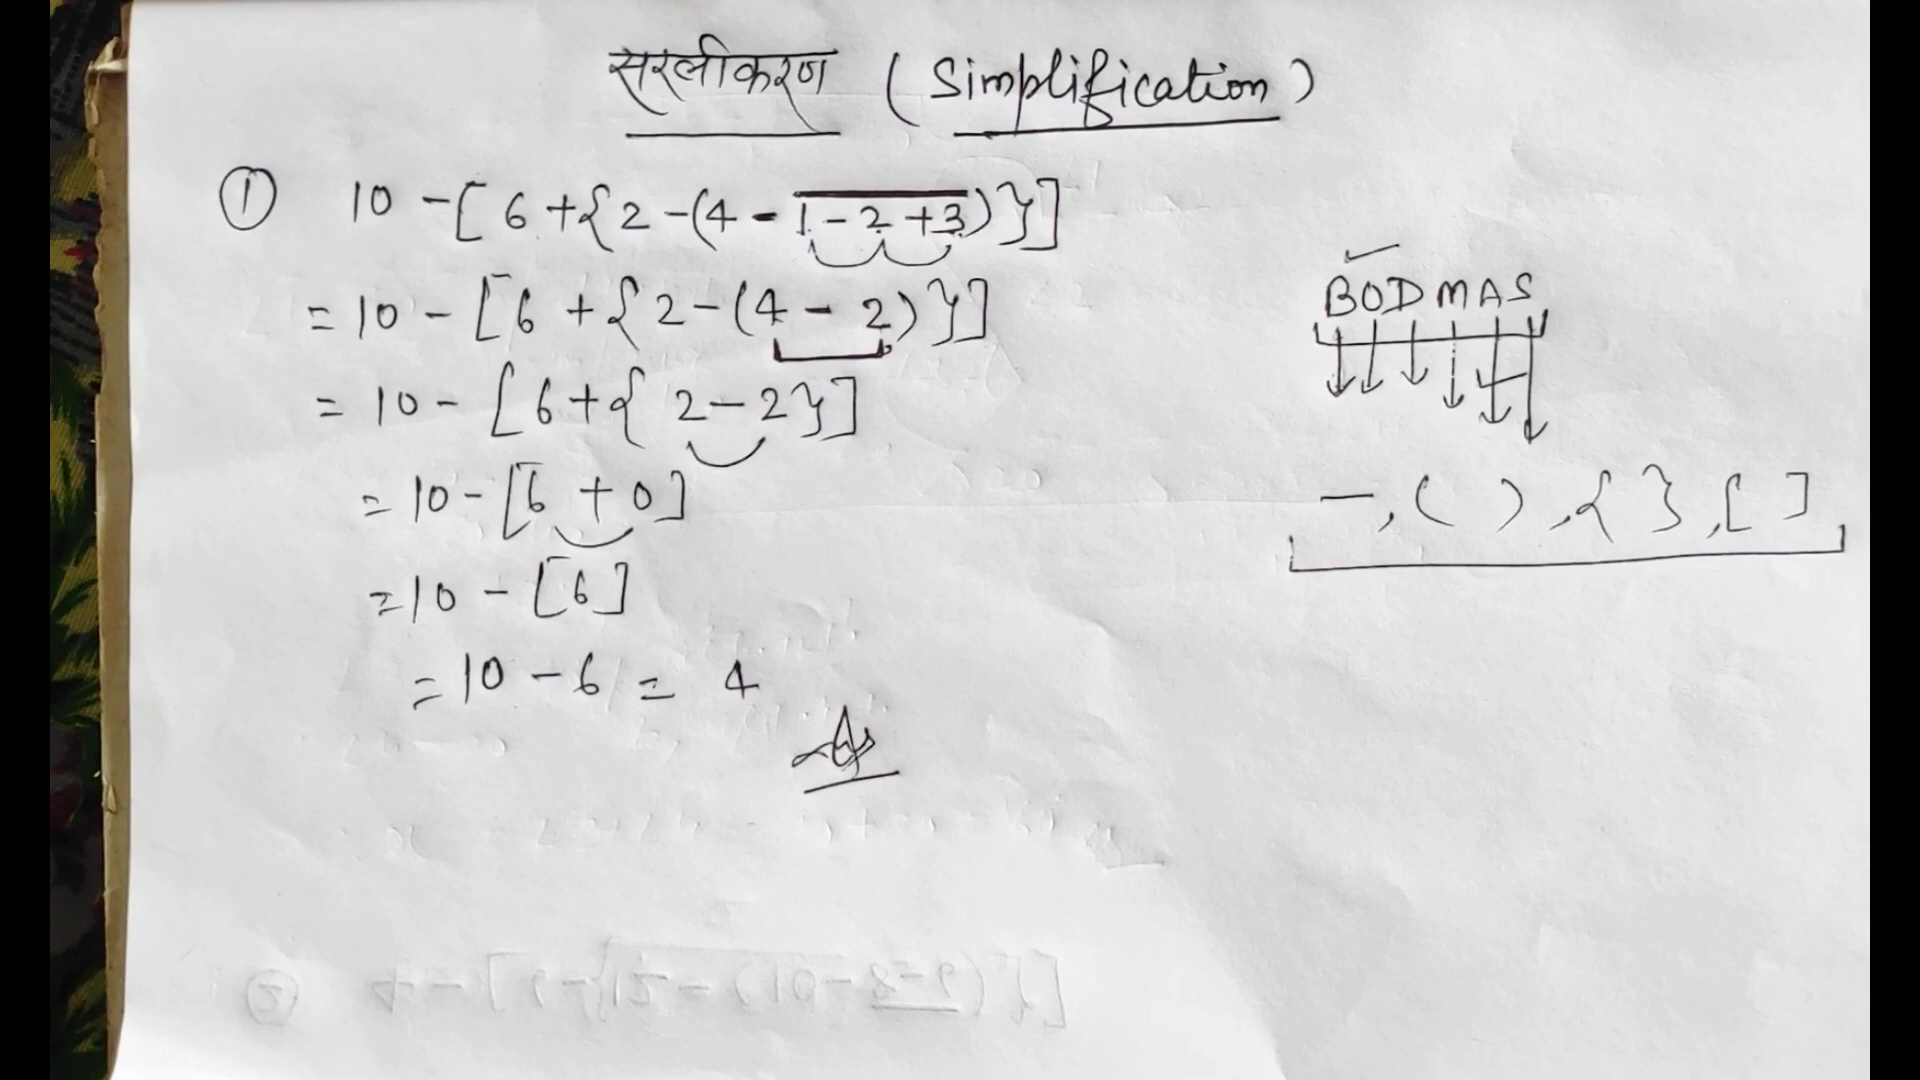 सरलीकरण (Simplification)
① 10 - [6 + {2 - (4 - 1 - 2 + 3)}]
= 10 - [6 + {2 - (4 - 2)}]
= 10 - [6 + {2 - 2}]
= 10 - [6 + 0]
= 10 - [6]
= 10 - 6 = 4
BODMAS
—, ( ), { }, [ ]